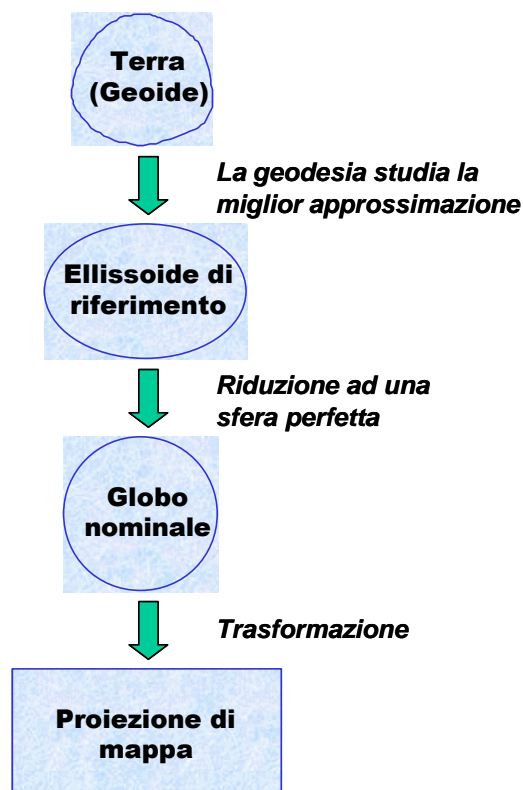 Terra
(Geoide)
La geodesia studia la
miglior approssimazione
Ellissoide di
riferimento
Riduzione ad una
sfera perfetta
Globo
nominale
Trasformazione
Proiezione di
mappa